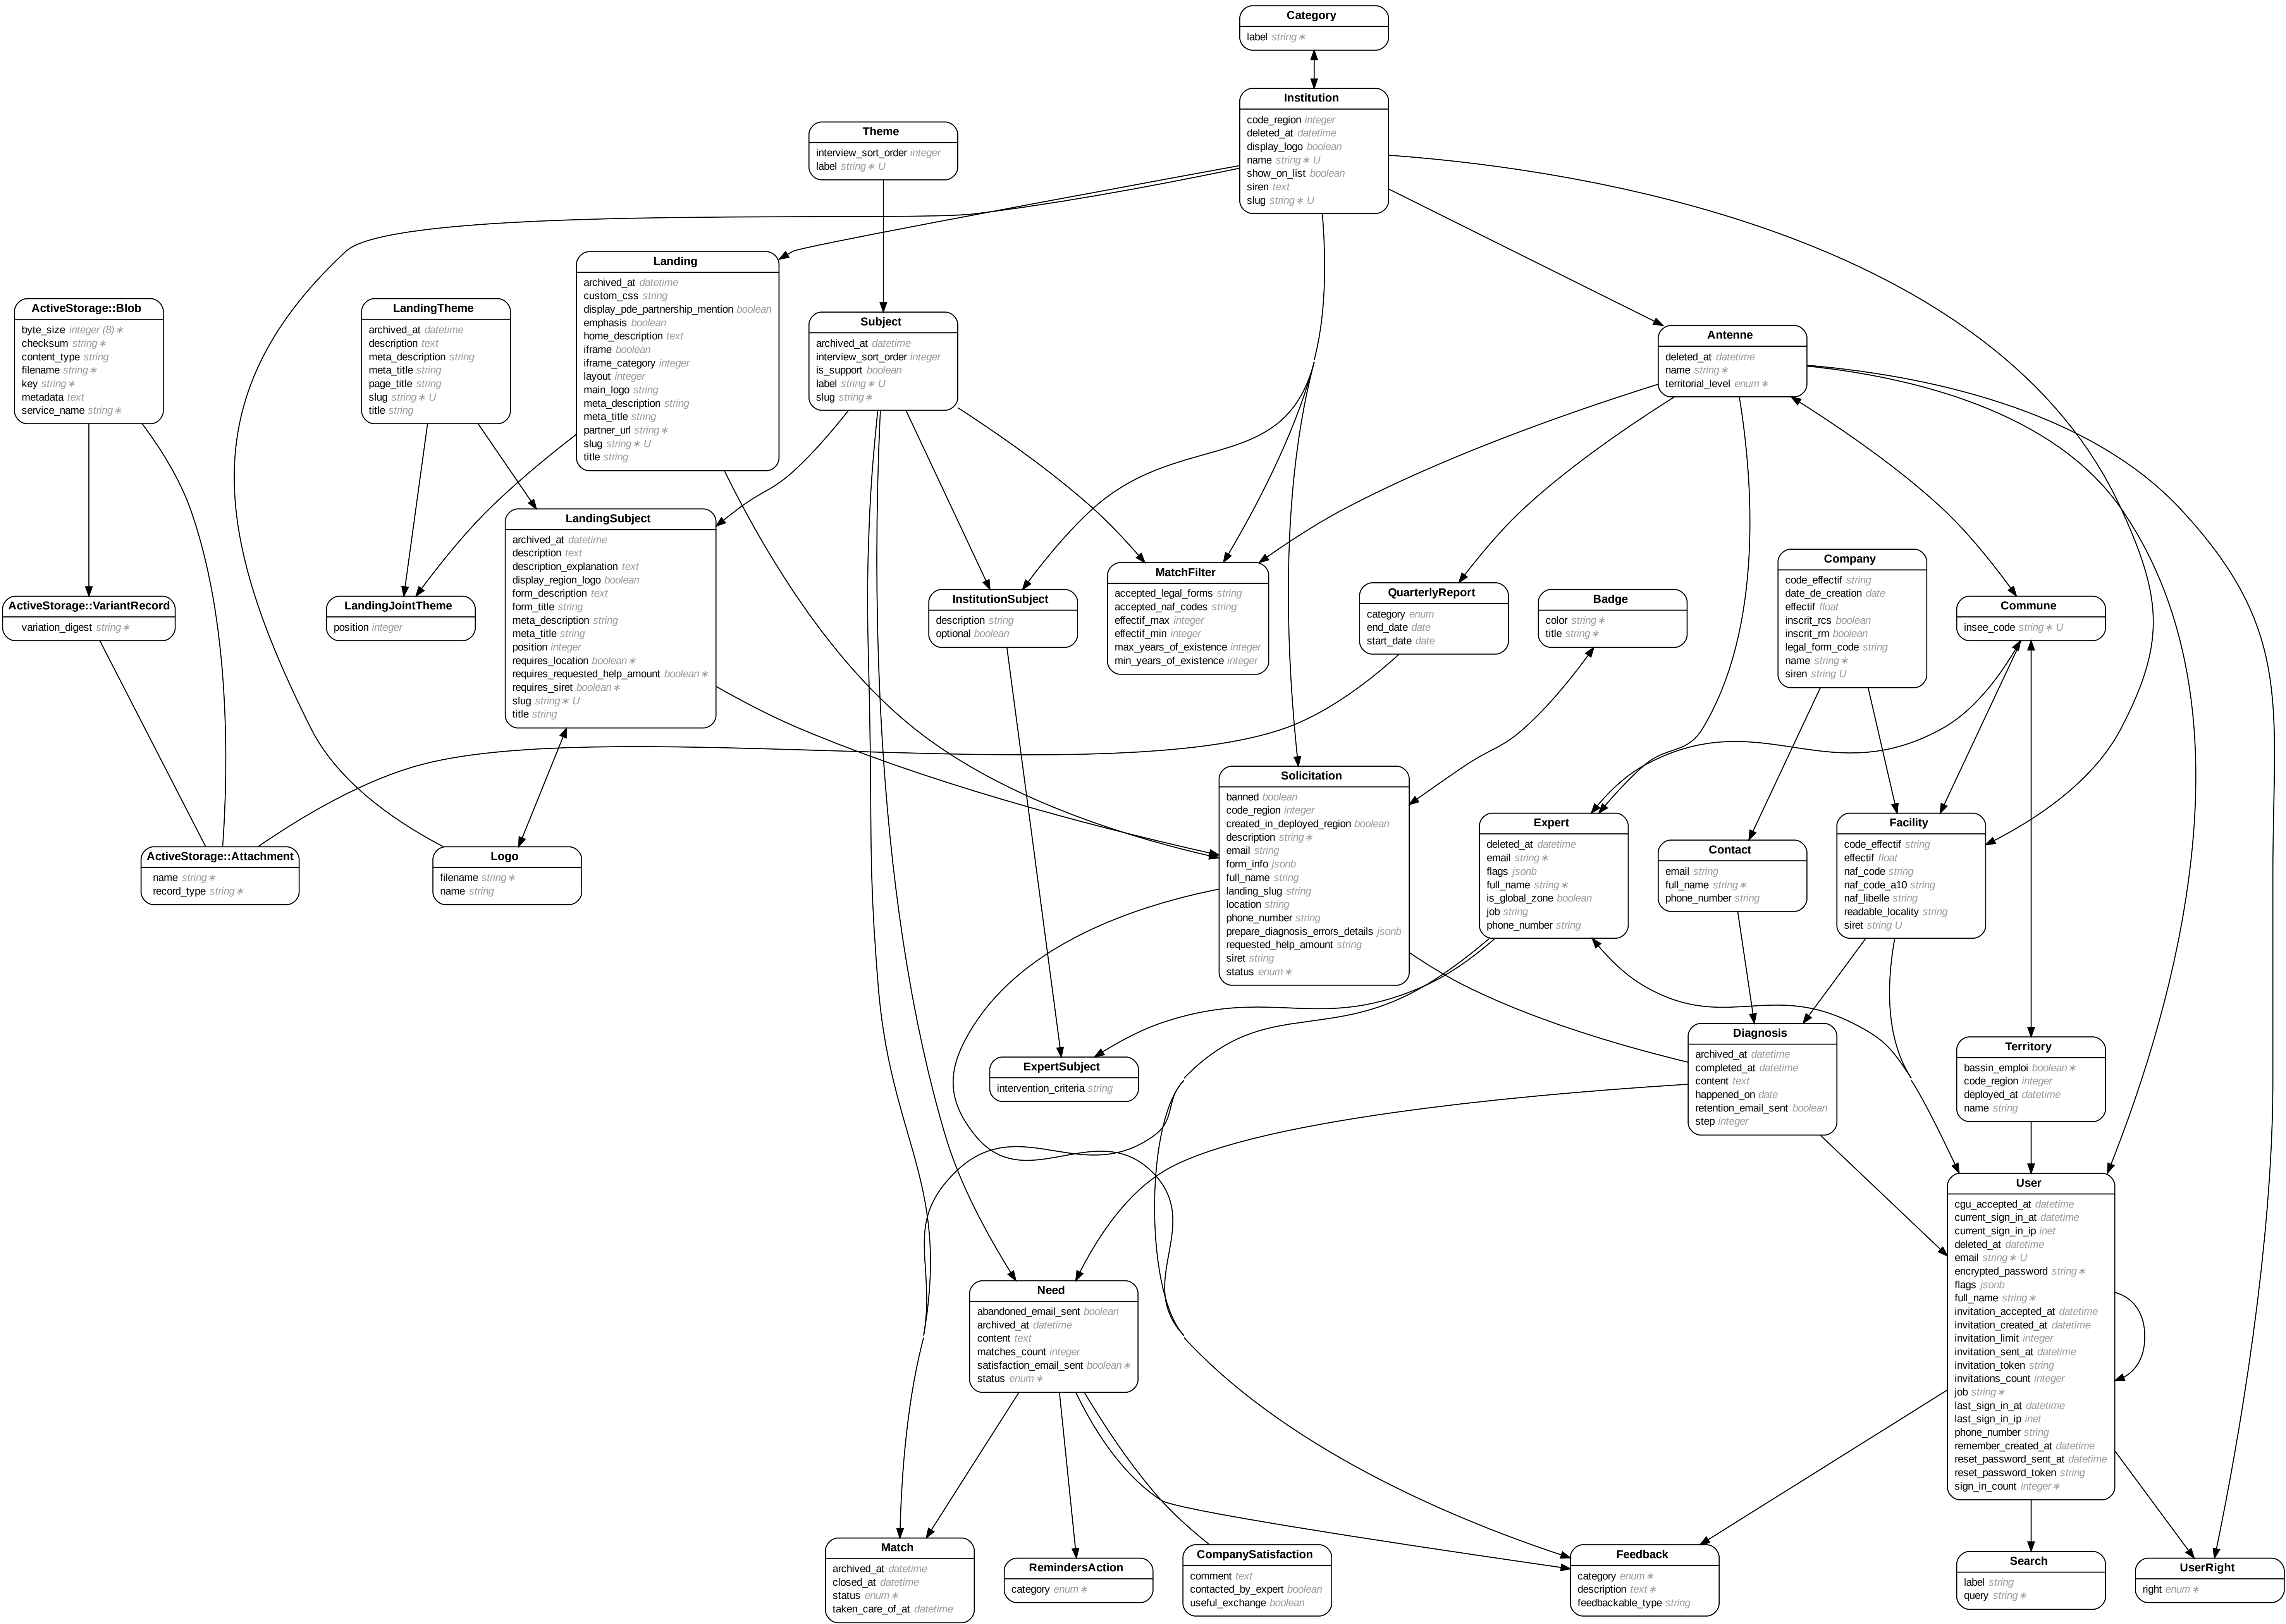 Category
label string∗
Institution
code_region integer
deleted_at datetime
display_logo boolean
name string∗ U
show_on_list boolean
siren text
slug string∗ U
Theme
interview_sort_order integer
label string∗ U
Landing
archived_at datetime
custom_css string
display_pde_partnership_mention boolean
emphasis boolean
home_description text
iframe boolean
iframe_category integer
layout integer
main_logo string
meta_description string
meta_title string
partner_url string∗
slug string∗ U
title string
ActiveStorage::Blob
byte_size integer (8)∗
checksum string∗
content_type string
filename string∗
key string∗
metadata text
service_name string∗
LandingTheme
archived_at datetime
description text
meta_description string
meta_title string
page_title string
slug string∗ U
title string
Subject
archived_at datetime
interview_sort_order integer
is_support boolean
label string∗ U
slug string∗
Antenne
deleted_at datetime
name string∗
territorial_level enum∗
LandingSubject
archived_at datetime
description text
description_explanation text
display_region_logo boolean
form_description text
form_title string
meta_description string
meta_title string
position integer
requires_location boolean∗
requires_requested_help_amount boolean∗
requires_siret boolean∗
slug string∗ U
title string
ActiveStorage::VariantRecord
variation_digest string∗
LandingJointTheme
position integer
InstitutionSubject
description string
optional boolean
MatchFilter
accepted_legal_forms string
accepted_naf_codes string
effectif_max integer
effectif_min integer
max_years_of_existence integer
min_years_of_existence integer
QuarterlyReport
category enum
end_date date
start_date date
Badge
color string∗
title string∗
Company
code_effectif string
date_de_creation date
effectif float
inscrit_rcs boolean
inscrit_rm boolean
legal_form_code string
name string∗
siren string U
Commune
insee_code string∗ U
ActiveStorage::Attachment
name string∗
record_type string∗
Logo
filename string∗
name string
Solicitation
banned boolean
code_region integer
created_in_deployed_region boolean
description string∗
email string
form_info jsonb
full_name string
landing_slug string
location string
phone_number string
prepare_diagnosis_errors_details jsonb
requested_help_amount string
siret string
status enum∗
Expert
deleted_at datetime
email string∗
flags jsonb
full_name string∗
is_global_zone boolean
job string
phone_number string
Contact
email string
full_name string∗
phone_number string
Facility
code_effectif string
effectif float
naf_code string
naf_code_a10 string
naf_libelle string
readable_locality string
siret string U
ExpertSubject
intervention_criteria string
Diagnosis
archived_at datetime
completed_at datetime
content text
happened_on date
retention_email_sent boolean
step integer
Territory
bassin_emploi boolean∗
code_region integer
deployed_at datetime
name string
User
cgu_accepted_at datetime
current_sign_in_at datetime
current_sign_in_ip inet
deleted_at datetime
email string∗ U
encrypted_password string∗
flags jsonb
full_name string∗
invitation_accepted_at datetime
invitation_created_at datetime
invitation_limit integer
invitation_sent_at datetime
invitation_token string
invitations_count integer
job string∗
last_sign_in_at datetime
last_sign_in_ip inet
phone_number string
remember_created_at datetime
reset_password_sent_at datetime
reset_password_token string
sign_in_count integer∗
Need
abandoned_email_sent boolean
archived_at datetime
content text
matches_count integer
satisfaction_email_sent boolean∗
status enum∗
Match
archived_at datetime
closed_at datetime
status enum∗
taken_care_of_at datetime
RemindersAction
category enum∗
CompanySatisfaction
comment text
contacted_by_expert boolean
useful_exchange boolean
Feedback
category enum∗
description text∗
feedbackable_type string
Search
label string
query string∗
UserRight
right enum∗